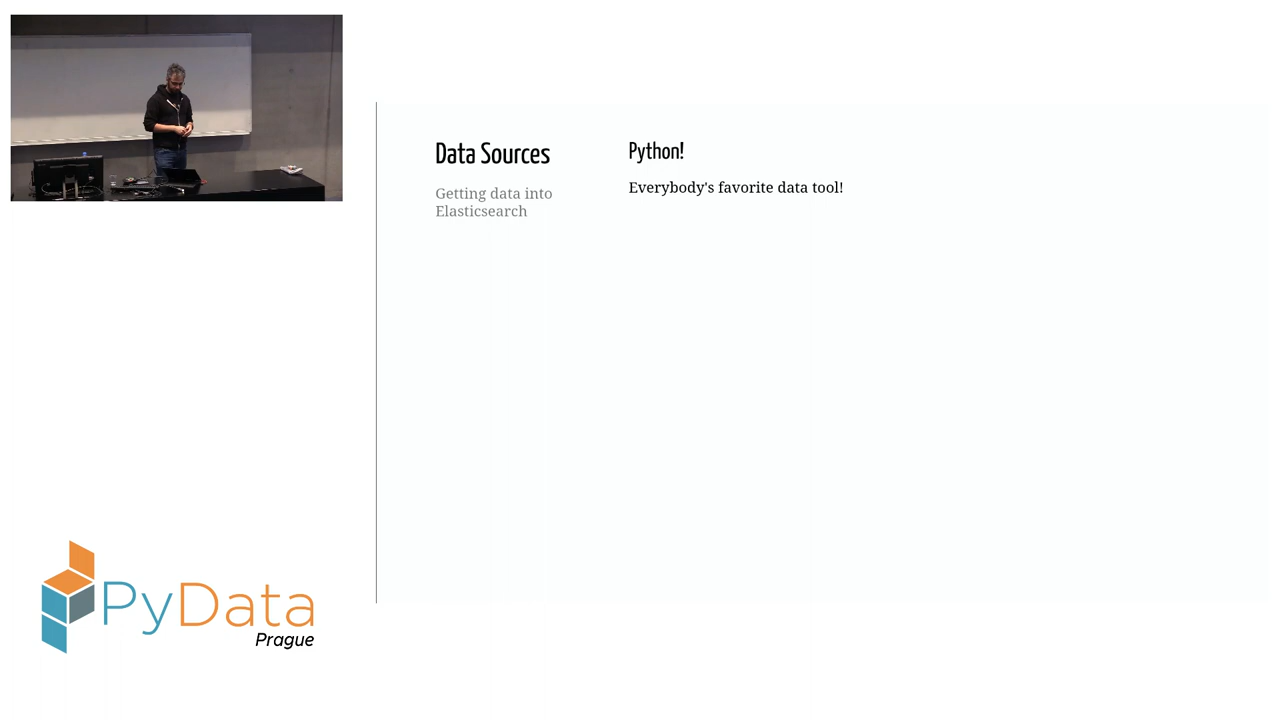 Data Sources
Getting data into
Elasticsearch
Python!
Everybody's favorite data tool!
PyData
Prague